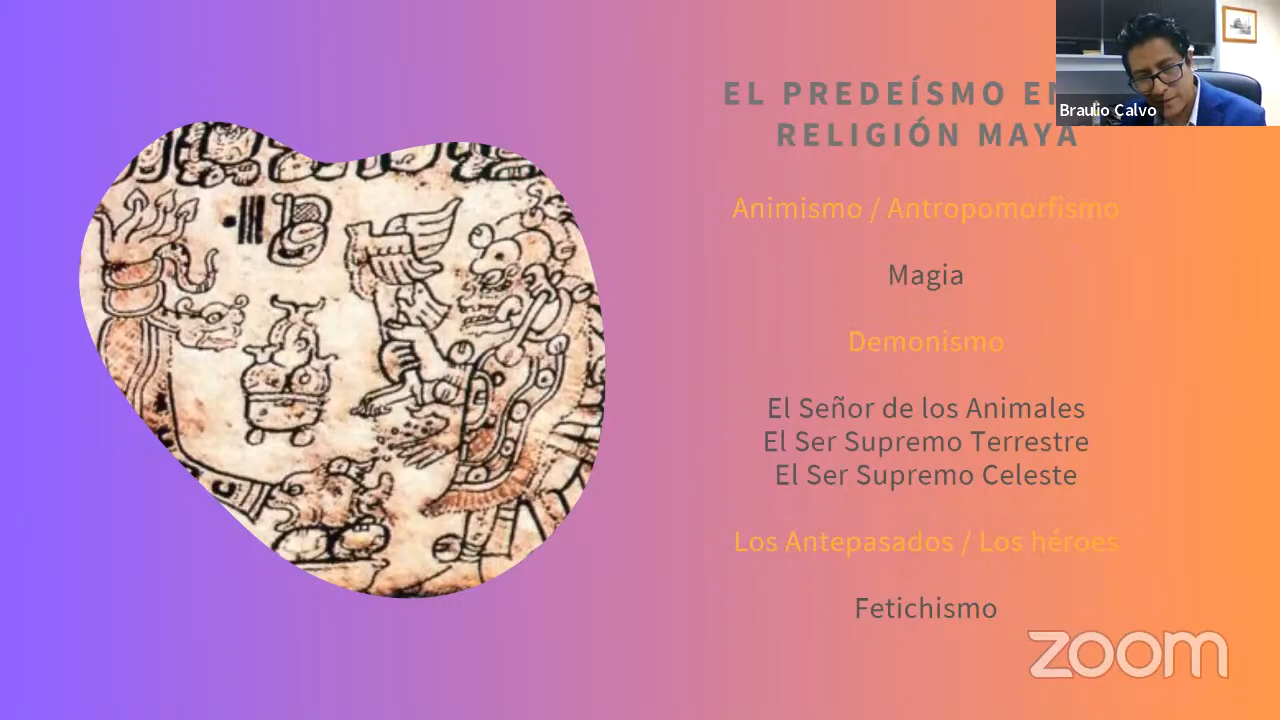 EL PREDEÍSMO
RELIGIÓN MAYA
Braulio Calvo
Animismo / Antropomorfismo
Magia
Demonismo
El Señor de los Animales
El Ser Supremo Terrestre
El Ser Supremo Celeste
Los Antepasados / Los héroes
Fetichismo
zoom